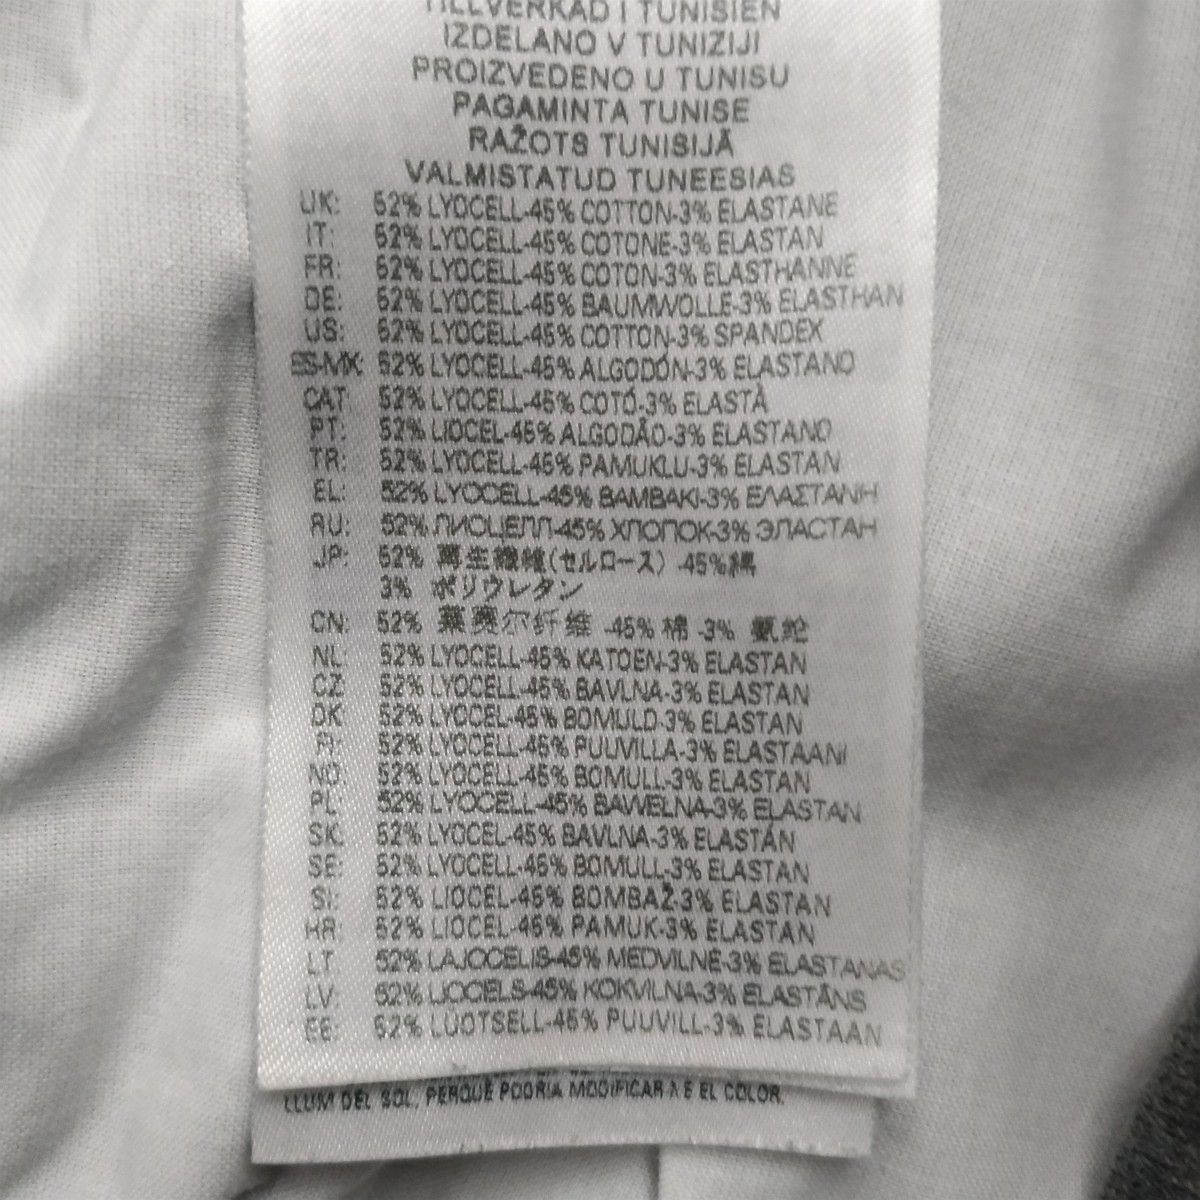 TILLVERKAD I TUNISIEN
IZDELANO V TUNIZIJI
PROIZVEDENO U TUNISU
PAGAMINTA TUNISE
RAŽOTS TUNISIJĀ
VALMISTATUD TUNEESIAS
UK: 52% LYOCELL-45% COTTON-3% ELASTANE
IT: 52% LYOCELL-45% COTONE-3% ELASTAN
FR: 52% LYOCELL-45% COTON-3% ELASTHANNE
DE: 52% LYOCELL-45% BAUMWOLLE-3% ELASTHAN
US: 52% LYOCELL-45% COTTON-3% SPANDEX
ES-MX: 52% LYOCELL-45% ALGODÓN-3% ELASTANO
CAT: 52% LYOCELL-45% COTÓ-3% ELASTÀ
PT: 52% LIOCEL-45% ALGODÃO-3% ELASTANO
TR: 52% LYOCELL-45% PAMUKLU-3% ELASTAN
EL: 52% LYOCELL-45% BAMBAKI-3% ΕΛΑΣΤΑΝΗ
RU: 52% ЛИОЦЕЛЛ-45% ХЛОПОК-3% ЭЛАСТАН
JP: 52% 再生繊維(セルロース) -45%綿
3% ポリウレタン
CN: 52% 莱赛尔纤维 -45% 棉 -3% 氨纶
NL: 52% LYOCELL-45% KATOEN-3% ELASTAN
CZ: 52% LYOCELL-45% BAVLNA-3% ELASTAN
DK: 52% LYOCEL-45% BOMULD-3% ELASTAN
FI: 52% LYOCELL-45% PUUVILLA-3% ELASTAANI
NO: 52% LYOCELL-45% BOMULL-3% ELASTAN
PL: 52% LYOCELL-45% BAWEŁNA-3% ELASTAN
SK: 52% LYOCEL-45% BAVLNA-3% ELASTÁN
SE: 52% LYOCELL-45% BOMULL-3% ELASTAN
SI: 52% LIOCEL-45% BOMBAŽ-3% ELASTAN
HR: 52% LIOCEL-45% PAMUK-3% ELASTAN
LT: 52% LAJOCELIS-45% MEDVILNĖ-3% ELASTANAS
LV: 52% LIOCELS-45% KOKVILNA-3% ELASTĀNS
EE: 52% LÜOTSELL-45% PUUVILL-3% ELASTAAN
LLUM DEL SOL, PERQUÈ PODRIA MODIFICAR-NE EL COLOR.